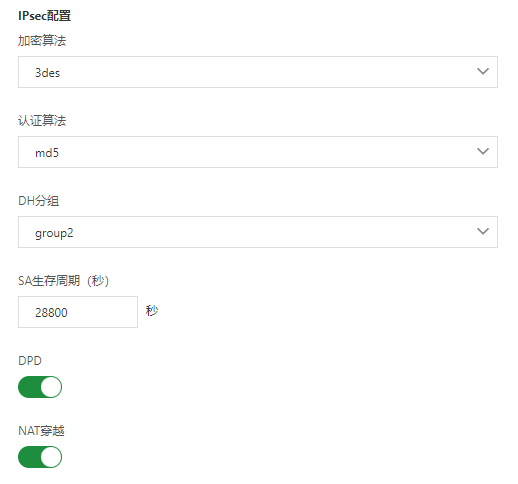 IPsec配置
加密算法
3des
认证算法
md5
DH分组
group2
SA生存周期（秒）
28800 秒
DPD
NAT穿越